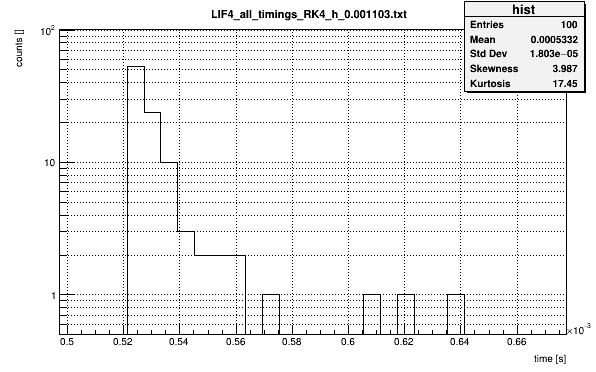 LIF4_all_timings_RK4_h_0.001103.txt
hist
Entries 100
Mean 0.0005332
Std Dev 1.803e−05
Skewness 3.987
Kurtosis 17.45
counts []
10²
10
1
0.5 0.52 0.54 0.56 0.58 0.6 0.62 0.64 0.66
×10⁻³
time [s]